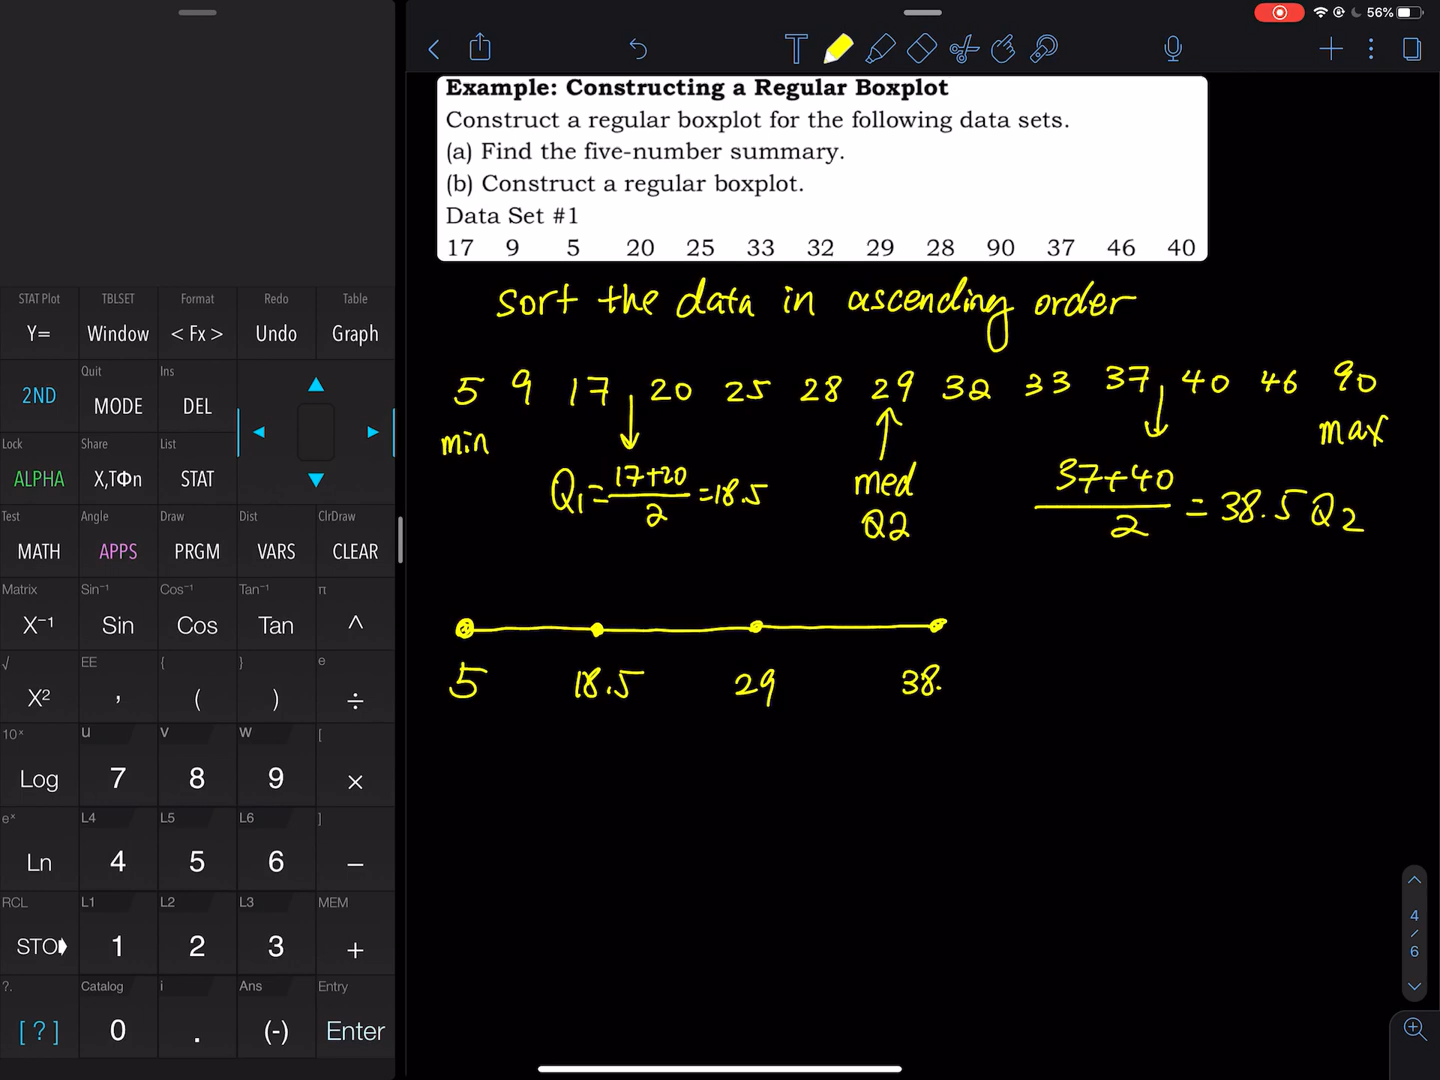 56%
Example: Constructing a Regular Boxplot
Construct a regular boxplot for the following data sets.
(a) Find the five-number summary.
(b) Construct a regular boxplot.
Data Set #1
17 9 5 20 25 33 32 29 28 90 37 46 40
sort the data in ascending order
5 9 17 20 25 28 29 32 33 37 40 46 90
min max
Q1 = 17+20 / 2 = 18.5
med
Q2
37+40 / 2 = 38.5 Q2
5 18.5 29 38.
STAT Plot TBLSET Format Redo Table
Y= Window < Fx > Undo Graph
Quit Ins
2ND MODE DEL
Lock Share List
ALPHA X,TΦn STAT
Test Angle Draw Dist ClrDraw
MATH APPS PRGM VARS CLEAR
Matrix Sin⁻¹ Cos⁻¹ Tan⁻¹ π
X⁻¹ Sin Cos Tan ^
√ EE { } e
X² , ( ) ÷
10ˣ u v w [
Log 7 8 9 ×
eˣ L4 L5 L6 ]
Ln 4 5 6 −
RCL L1 L2 L3 MEM
STO 1 2 3 +
?. Catalog i Ans Entry
[ ? ] 0 . (-) Enter
4
/
6